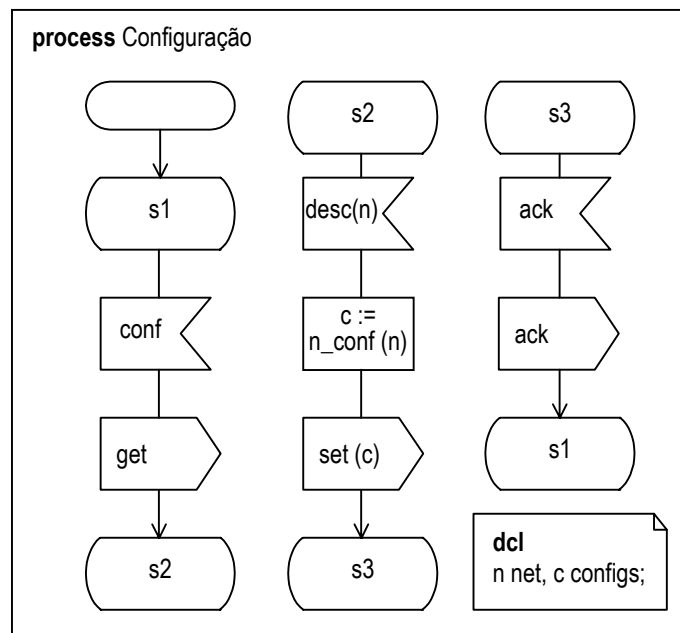 process Configuração
s1
conf
get
s2
s2
desc(n)
c :=
n_conf (n)
set (c)
s3
s3
ack
ack
s1
dcl
n net, c configs;